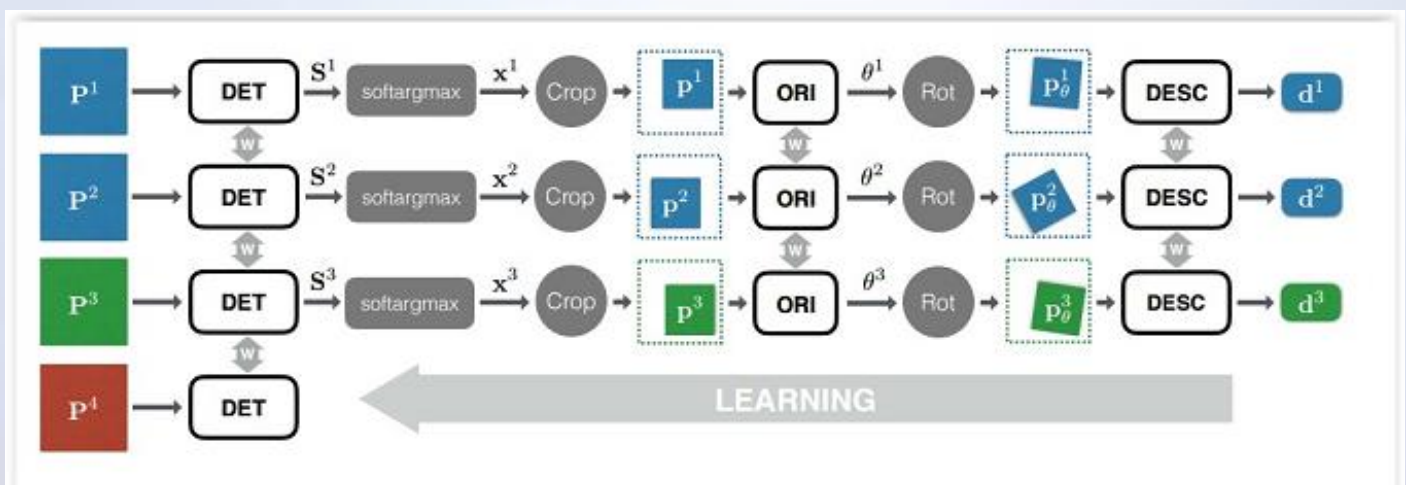 P¹ DET S¹ softargmax x¹ Crop p¹ ORI θ¹ Rot p¹θ DESC d¹
W W W
P² DET S² softargmax x² Crop p² ORI θ² Rot p²θ DESC d²
W W W
P³ DET S³ softargmax x³ Crop p³ ORI θ³ Rot p³θ DESC d³
W
P⁴ DET LEARNING